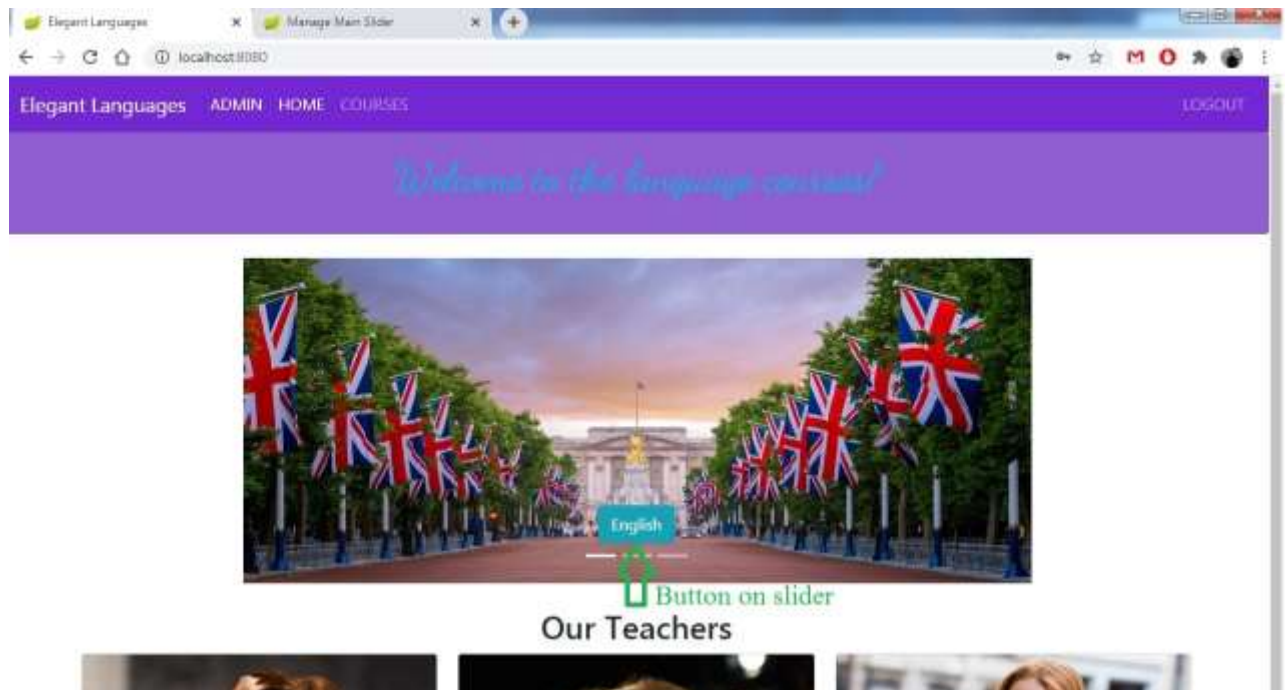 Elegant Languages
Manage Main Slider
localhost:8080
Elegant Languages ADMIN HOME COURSES LOGOUT
Welcome in the language courses!
English
Button on slider
Our Teachers